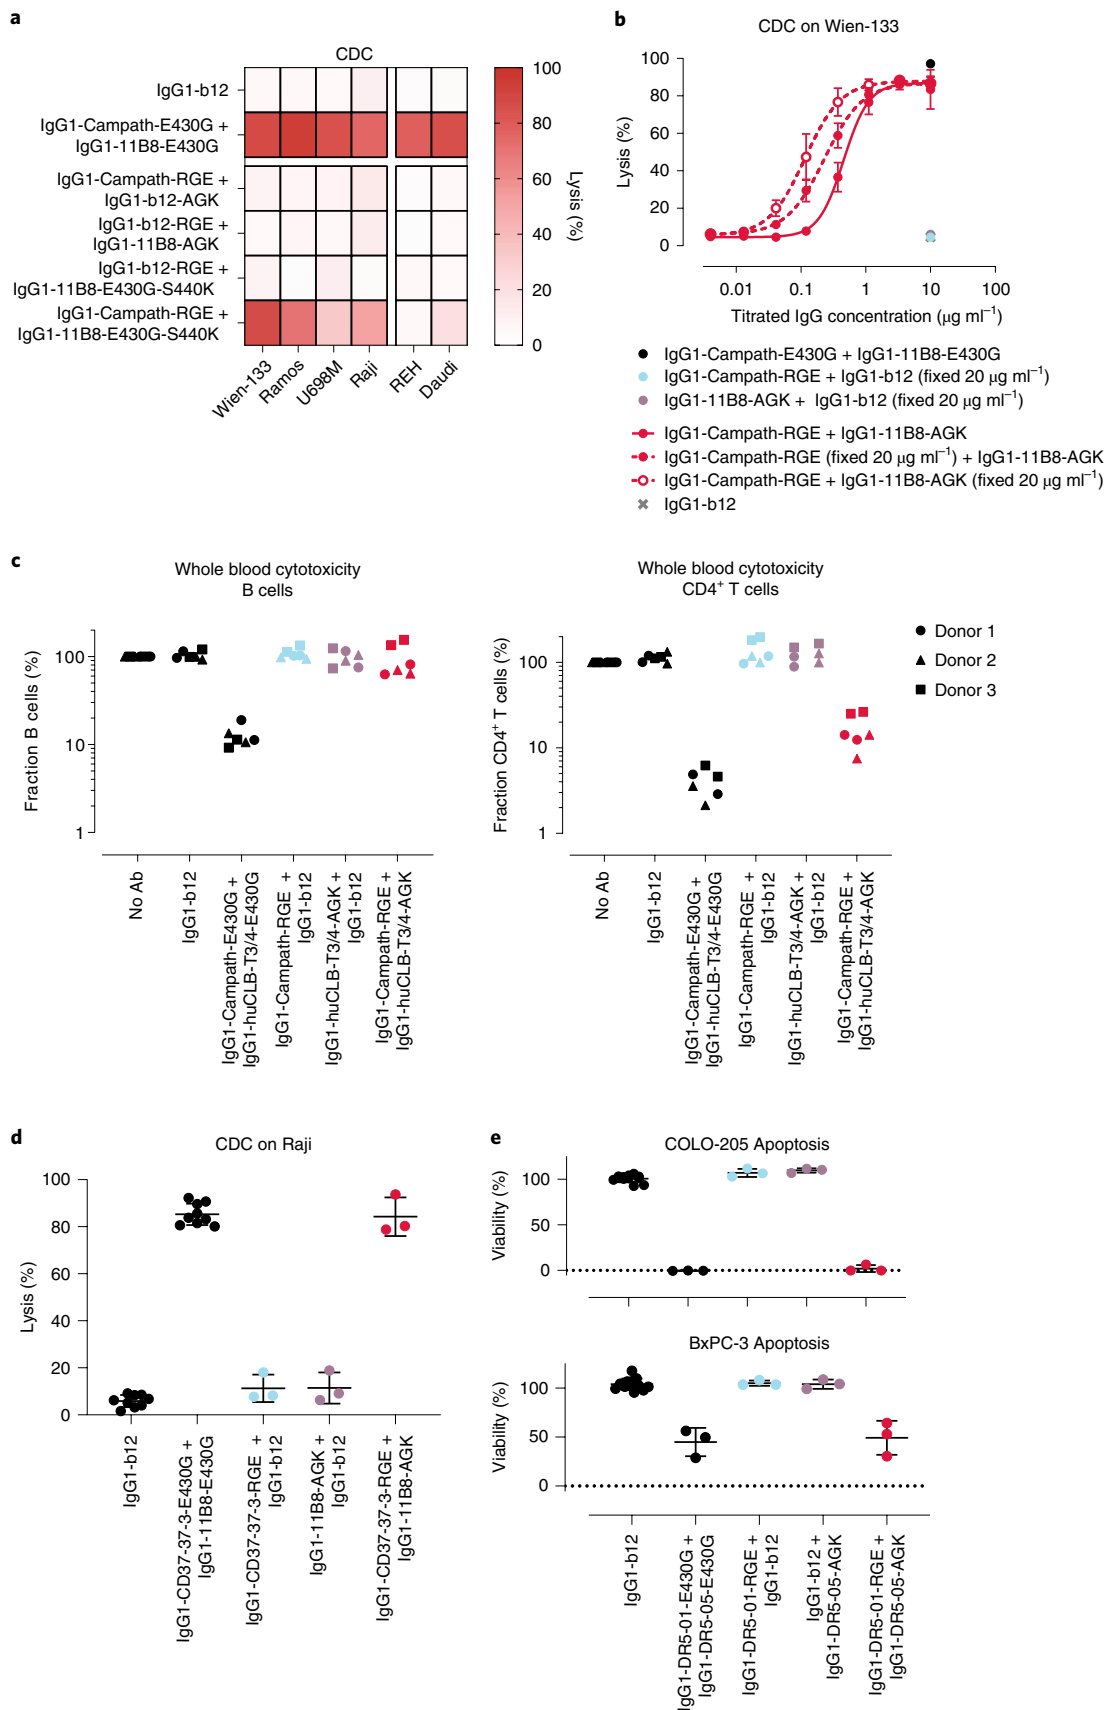 a
CDC
IgG1-b12
IgG1-Campath-E430G +
IgG1-11B8-E430G
IgG1-Campath-RGE +
IgG1-b12-AGK
IgG1-b12-RGE +
IgG1-11B8-AGK
IgG1-b12-RGE +
IgG1-11B8-E430G-S440K
IgG1-Campath-RGE +
IgG1-11B8-E430G-S440K
Wien-133
Ramos
U698M
Raji
REH
Daudi
100
80
60
40
20
0
Lysis (%)
b
CDC on Wien-133
Lysis (%)
100
80
60
40
20
0
0.01
0.1
1
10
100
Titrated IgG concentration (µg ml⁻¹)
IgG1-Campath-E430G + IgG1-11B8-E430G
IgG1-Campath-RGE + IgG1-b12 (fixed 20 µg ml⁻¹)
IgG1-11B8-AGK + IgG1-b12 (fixed 20 µg ml⁻¹)
IgG1-Campath-RGE + IgG1-11B8-AGK
IgG1-Campath-RGE (fixed 20 µg ml⁻¹) + IgG1-11B8-AGK
IgG1-Campath-RGE + IgG1-11B8-AGK (fixed 20 µg ml⁻¹)
IgG1-b12
c
Whole blood cytotoxicity
B cells
Fraction B cells (%)
100
10
1
No Ab
IgG1-b12
IgG1-Campath-E430G +
IgG1-huCLB-T3/4-E430G
IgG1-Campath-RGE +
IgG1-b12
IgG1-huCLB-T3/4-AGK +
IgG1-b12
IgG1-Campath-RGE +
IgG1-huCLB-T3/4-AGK
Whole blood cytotoxicity
CD4⁺ T cells
Fraction CD4⁺ T cells (%)
100
10
1
No Ab
IgG1-b12
IgG1-Campath-E430G +
IgG1-huCLB-T3/4-E430G
IgG1-Campath-RGE +
IgG1-b12
IgG1-huCLB-T3/4-AGK +
IgG1-b12
IgG1-Campath-RGE +
IgG1-huCLB-T3/4-AGK
Donor 1
Donor 2
Donor 3
d
CDC on Raji
Lysis (%)
100
80
60
40
20
0
IgG1-b12
IgG1-CD37-37-3-E430G +
IgG1-11B8-E430G
IgG1-CD37-37-3-RGE +
IgG1-b12
IgG1-11B8-AGK +
IgG1-b12
IgG1-CD37-37-3-RGE +
IgG1-11B8-AGK
e
COLO-205 Apoptosis
Viability (%)
100
50
0
BxPC-3 Apoptosis
Viability (%)
100
50
0
IgG1-b12
IgG1-DR5-01-E430G +
IgG1-DR5-05-E430G
IgG1-DR5-01-RGE +
IgG1-b12
IgG1-b12 +
IgG1-DR5-05-AGK
IgG1-DR5-01-RGE +
IgG1-DR5-05-AGK